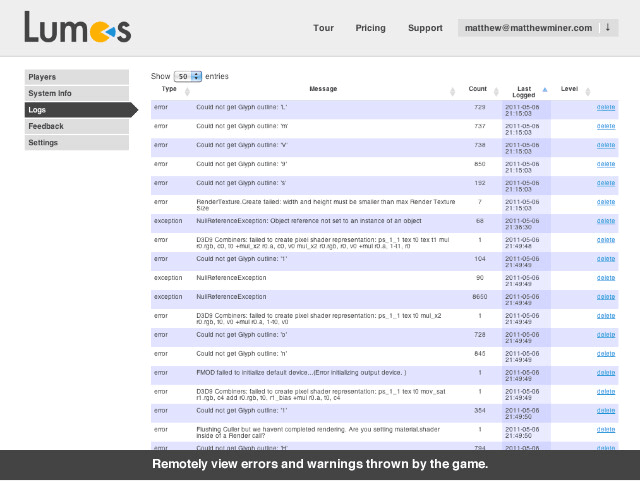 Lumos
Tour Pricing Support matthew@matthewminer.com ↓
Players
System Info
Logs
Feedback
Settings
Show 50 entries
Type Message Count Last Logged Level
error Could not get Glyph outline: 'L' 729 2011-05-06 21:15:03 delete
error Could not get Glyph outline: 'm' 737 2011-05-06 21:15:03 delete
error Could not get Glyph outline: 'V' 738 2011-05-06 21:15:03 delete
error Could not get Glyph outline: '9' 850 2011-05-06 21:15:03 delete
error Could not get Glyph outline: 's' 192 2011-05-06 21:15:03 delete
error RenderTexture.Create failed: width and height must be smaller than max Render Texture Size 7 2011-05-06 21:15:03 delete
exception NullReferenceException: Object reference not set to an instance of an object 68 2011-05-06 21:38:30 delete
error D3D9 Combiners: failed to create pixel shader representation: ps_1_1 tex t0 tex t1 mul r0.rgb, c0, t0 +mul_x2 r0.a, c0, v0 mul_x2 r0.rgb, r0, v0 +mul r0.a, 1-t1, r0 1 2011-05-06 21:49:48 delete
error Could not get Glyph outline: 104 2011-05-06 21:49:49 delete
exception NullReferenceException 90 2011-05-06 21:49:49 delete
exception NullReferenceException 8650 2011-05-06 21:49:49 delete
error D3D9 Combiners: failed to create pixel shader representation: ps_1_1 tex t0 mul_x2 r0.rgb, t0, v0 +mul r0.a, 1-t0, v0 1 2011-05-06 21:49:49 delete
error Could not get Glyph outline: 'o' 728 2011-05-06 21:49:49 delete
error Could not get Glyph outline: 'n' 845 2011-05-06 21:49:49 delete
error FMOD failed to initialize default device...(Error initializing output device. ) 1 2011-05-06 21:49:49 delete
error D3D9 Combiners: failed to create pixel shader representation: ps_1_1 tex t0 mov_sat r1.rgb, c4 add r0.rgb, t0, r1_bias +mul r0.a, t0, c4 1 2011-05-06 21:49:49 delete
error Could not get Glyph outline: '1' 354 2011-05-06 21:49:50 delete
error Flushing Culler but we havent completed rendering. Are you setting material.shader inside of a Render call? 1 2011-05-06 21:49:50 delete
error Could not get Glyph outline: 'H' 794 2011-05-06 delete
Remotely view errors and warnings thrown by the game.